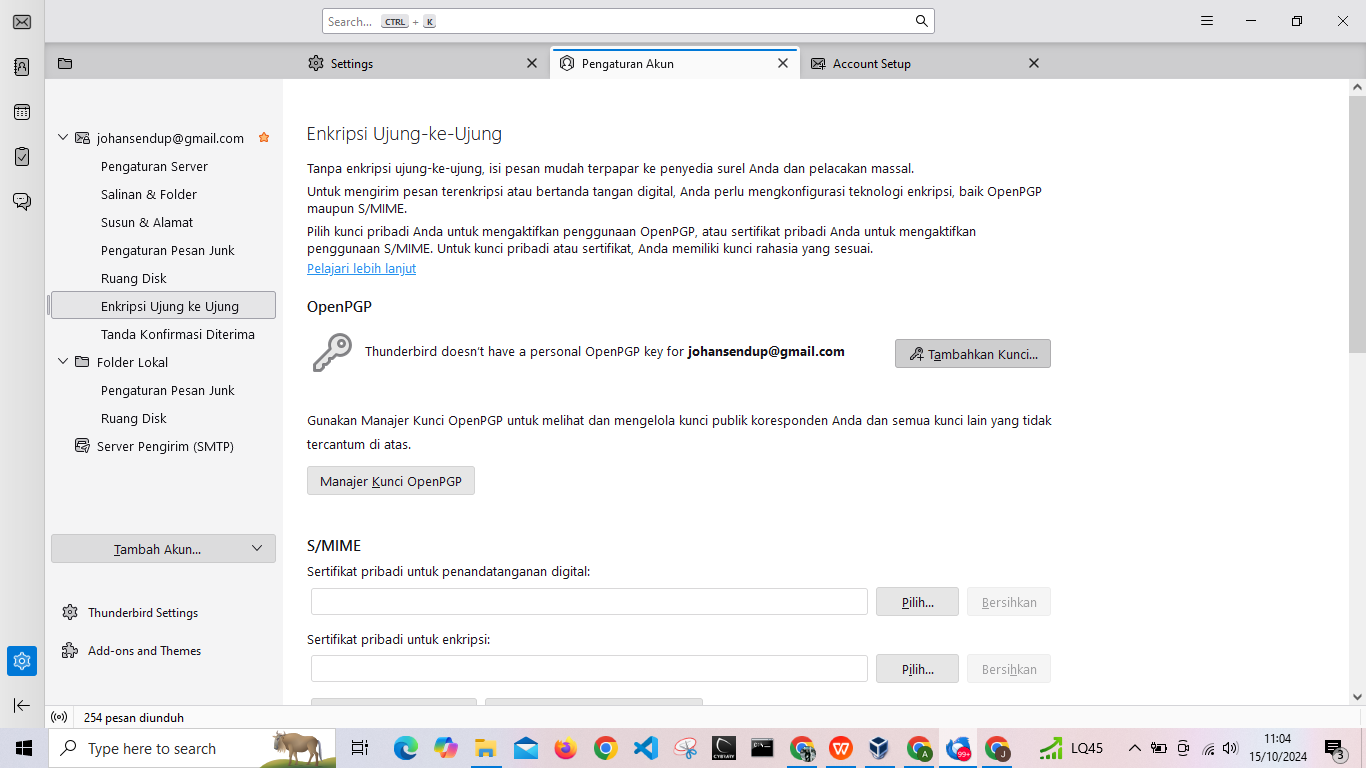 Search... CTRL + K
Settings
Pengaturan Akun
Account Setup
johansendup@gmail.com
Pengaturan Server
Salinan & Folder
Susun & Alamat
Pengaturan Pesan Junk
Ruang Disk
Enkripsi Ujung ke Ujung
Tanda Konfirmasi Diterima
Folder Lokal
Pengaturan Pesan Junk
Ruang Disk
Server Pengirim (SMTP)
Tambah Akun...
Thunderbird Settings
Add-ons and Themes
Enkripsi Ujung-ke-Ujung
Tanpa enkripsi ujung-ke-ujung, isi pesan mudah terpapar ke penyedia surel Anda dan pelacakan massal.
Untuk mengirim pesan terenkripsi atau bertanda tangan digital, Anda perlu mengkonfigurasi teknologi enkripsi, baik OpenPGP
maupun S/MIME.
Pilih kunci pribadi Anda untuk mengaktifkan penggunaan OpenPGP, atau sertifikat pribadi Anda untuk mengaktifkan
penggunaan S/MIME. Untuk kunci pribadi atau sertifikat, Anda memiliki kunci rahasia yang sesuai.
Pelajari lebih lanjut
OpenPGP
Thunderbird doesn't have a personal OpenPGP key for johansendup@gmail.com
Tambahkan Kunci...
Gunakan Manajer Kunci OpenPGP untuk melihat dan mengelola kunci publik koresponden Anda dan semua kunci lain yang tidak
tercantum di atas.
Manajer Kunci OpenPGP
S/MIME
Sertifikat pribadi untuk penandatanganan digital:
Pilih... Bersihkan
Sertifikat pribadi untuk enkripsi:
Pilih... Bersihkan
254 pesan diunduh
Type here to search
99+
LQ45
11:04
15/10/2024
3